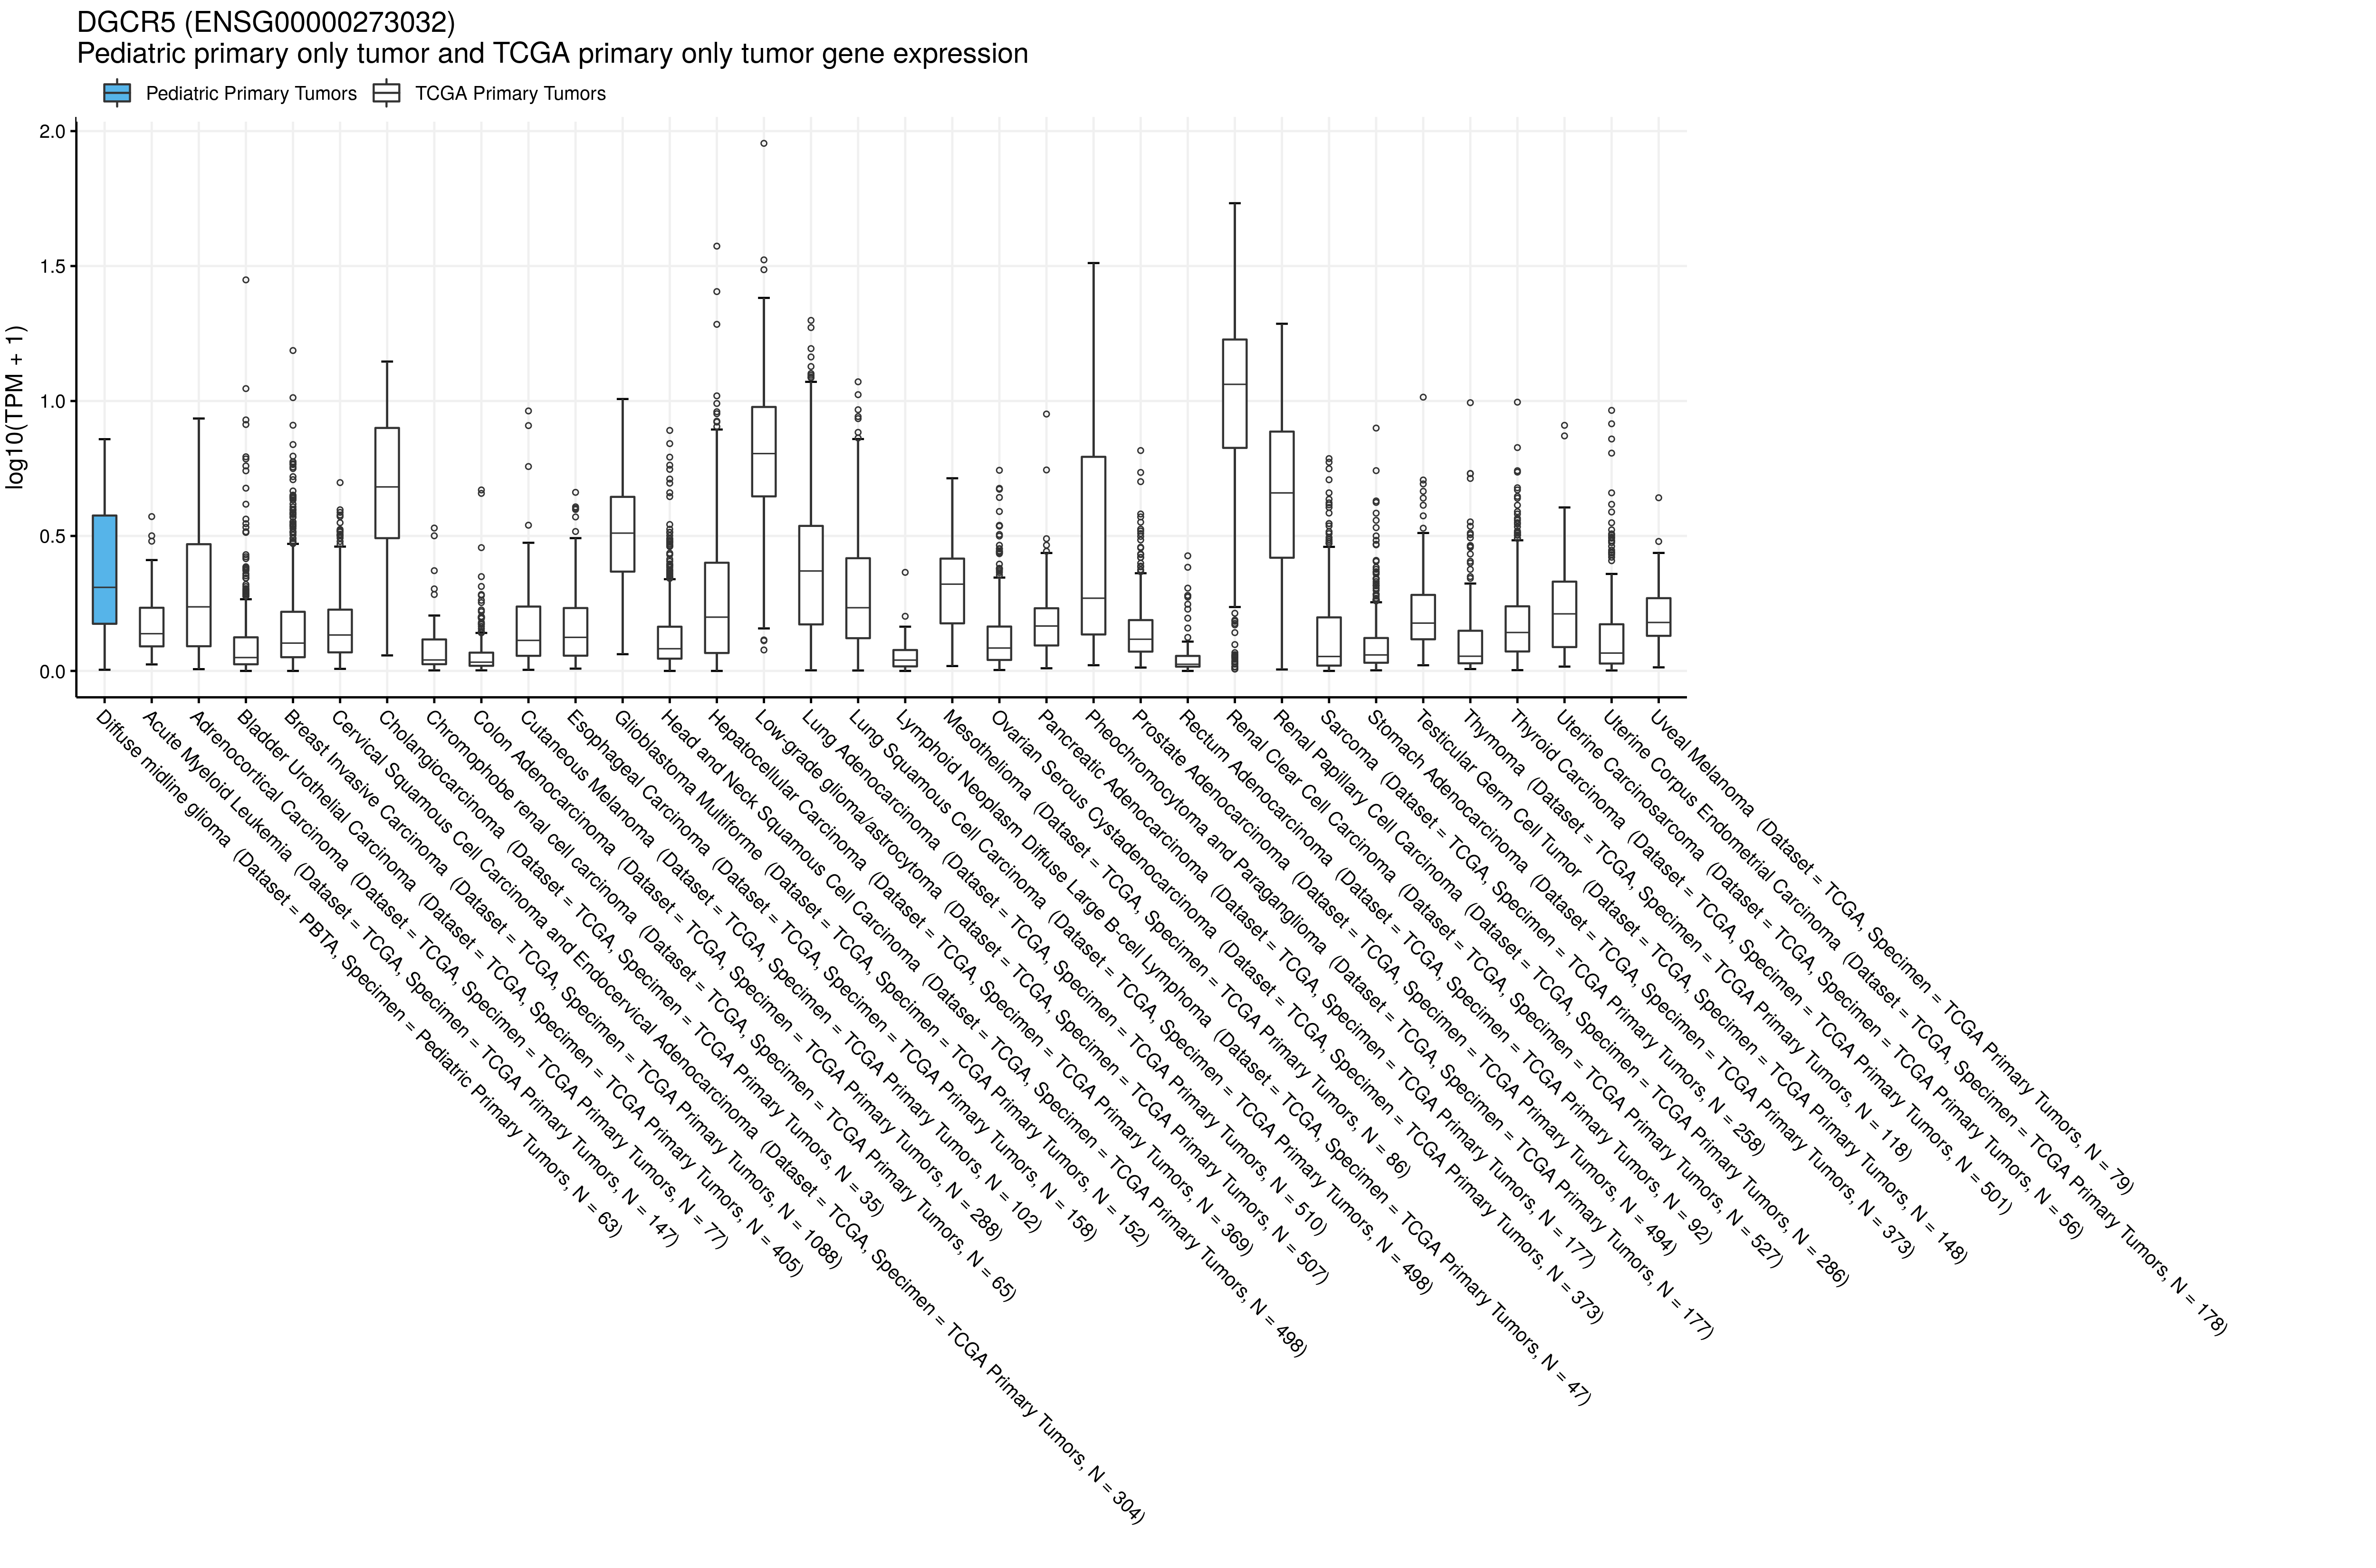 DGCR5 (ENSG00000273032)
Pediatric primary only tumor and TCGA primary only tumor gene expression
Pediatric Primary Tumors
TCGA Primary Tumors
log10(TPM + 1)
2.0
1.5
1.0
0.5
0.0
Diffuse midline glioma (Dataset = PBTA, Specimen = Pediatric Primary Tumors, N = 63)
Acute Myeloid Leukemia (Dataset = TCGA, Specimen = TCGA Primary Tumors, N = 147)
Adrenocortical Carcinoma (Dataset = TCGA, Specimen = TCGA Primary Tumors, N = 77)
Bladder Urothelial Carcinoma (Dataset = TCGA, Specimen = TCGA Primary Tumors, N = 405)
Breast Invasive Carcinoma (Dataset = TCGA, Specimen = TCGA Primary Tumors, N = 1088)
Cervical Squamous Cell Carcinoma and Endocervical Adenocarcinoma (Dataset = TCGA, Specimen = TCGA Primary Tumors, N = 304)
Cholangiocarcinoma (Dataset = TCGA, Specimen = TCGA Primary Tumors, N = 35)
Chromophobe renal cell carcinoma (Dataset = TCGA, Specimen = TCGA Primary Tumors, N = 65)
Colon Adenocarcinoma (Dataset = TCGA, Specimen = TCGA Primary Tumors, N = 288)
Cutaneous Melanoma (Dataset = TCGA, Specimen = TCGA Primary Tumors, N = 102)
Esophageal Carcinoma (Dataset = TCGA, Specimen = TCGA Primary Tumors, N = 158)
Glioblastoma Multiforme (Dataset = TCGA, Specimen = TCGA Primary Tumors, N = 152)
Head and Neck Squamous Cell Carcinoma (Dataset = TCGA, Specimen = TCGA Primary Tumors, N = 498)
Hepatocellular Carcinoma (Dataset = TCGA, Specimen = TCGA Primary Tumors, N = 369)
Low-grade glioma/astrocytoma (Dataset = TCGA, Specimen = TCGA Primary Tumors, N = 507)
Lung Adenocarcinoma (Dataset = TCGA, Specimen = TCGA Primary Tumors, N = 510)
Lung Squamous Cell Carcinoma (Dataset = TCGA, Specimen = TCGA Primary Tumors, N = 498)
Lymphoid Neoplasm Diffuse Large B-cell Lymphoma (Dataset = TCGA, Specimen = TCGA Primary Tumors, N = 47)
Mesothelioma (Dataset = TCGA, Specimen = TCGA Primary Tumors, N = 86)
Ovarian Serous Cystadenocarcinoma (Dataset = TCGA, Specimen = TCGA Primary Tumors, N = 373)
Pancreatic Adenocarcinoma (Dataset = TCGA, Specimen = TCGA Primary Tumors, N = 177)
Pheochromocytoma and Paraganglioma (Dataset = TCGA, Specimen = TCGA Primary Tumors, N = 177)
Prostate Adenocarcinoma (Dataset = TCGA, Specimen = TCGA Primary Tumors, N = 494)
Rectum Adenocarcinoma (Dataset = TCGA, Specimen = TCGA Primary Tumors, N = 92)
Renal Clear Cell Carcinoma (Dataset = TCGA, Specimen = TCGA Primary Tumors, N = 527)
Renal Papillary Cell Carcinoma (Dataset = TCGA, Specimen = TCGA Primary Tumors, N = 286)
Sarcoma (Dataset = TCGA, Specimen = TCGA Primary Tumors, N = 258)
Stomach Adenocarcinoma (Dataset = TCGA, Specimen = TCGA Primary Tumors, N = 373)
Testicular Germ Cell Tumor (Dataset = TCGA, Specimen = TCGA Primary Tumors, N = 148)
Thymoma (Dataset = TCGA, Specimen = TCGA Primary Tumors, N = 118)
Thyroid Carcinoma (Dataset = TCGA, Specimen = TCGA Primary Tumors, N = 501)
Uterine Carcinosarcoma (Dataset = TCGA, Specimen = TCGA Primary Tumors, N = 56)
Uterine Corpus Endometrial Carcinoma (Dataset = TCGA, Specimen = TCGA Primary Tumors, N = 178)
Uveal Melanoma (Dataset = TCGA, Specimen = TCGA Primary Tumors, N = 79)